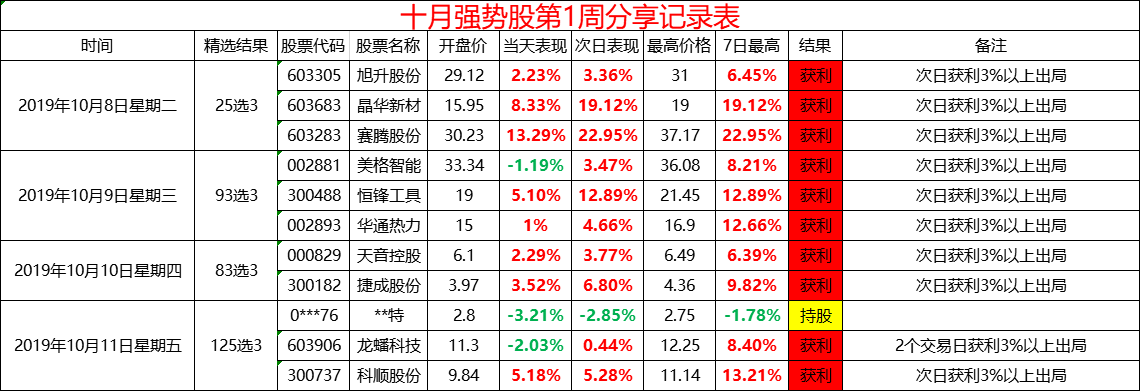 十月强势股第1周分享记录表
时间 精选结果 股票代码 股票名称 开盘价 当天表现 次日表现 最高价格 7日最高 结果 备注
2019年10月8日星期二 25选3 603305 旭升股份 29.12 2.23% 3.36% 31 6.45% 获利 次日获利3%以上出局
603683 晶华新材 15.95 8.33% 19.12% 19 19.12% 获利 次日获利3%以上出局
603283 赛腾股份 30.23 13.29% 22.95% 37.17 22.95% 获利 次日获利3%以上出局
2019年10月9日星期三 93选3 002881 美格智能 33.34 -1.19% 3.47% 36.08 8.21% 获利 次日获利3%以上出局
300488 恒锋工具 19 5.10% 12.89% 21.45 12.89% 获利 次日获利3%以上出局
002893 华通热力 15 1% 4.66% 16.9 12.66% 获利 次日获利3%以上出局
2019年10月10日星期四 83选3 000829 天音控股 6.1 2.29% 3.77% 6.49 6.39% 获利 次日获利3%以上出局
300182 捷成股份 3.97 3.52% 6.80% 4.36 9.82% 获利 次日获利3%以上出局
2019年10月11日星期五 125选3 0***76 **特 2.8 -3.21% -2.85% 2.75 -1.78% 持股
603906 龙蟠科技 11.3 -2.03% 0.44% 12.25 8.40% 获利 2个交易日获利3%以上出局
300737 科顺股份 9.84 5.18% 5.28% 11.14 13.21% 获利 次日获利3%以上出局